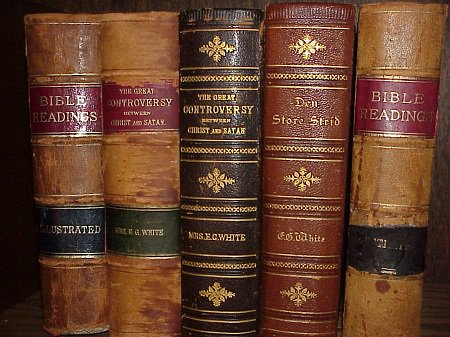 BIBLE
READINGS
ILLUSTRATED
THE GREAT
CONTROVERSY
BETWEEN
CHRIST AND SATAN.
MRS. E. G. WHITE
THE GREAT
CONTROVERSY
BETWEEN
CHRIST AND SATAN
MRS. E.G. WHITE
Den
Store Strid
E.G. White
BIBLE
READINGS